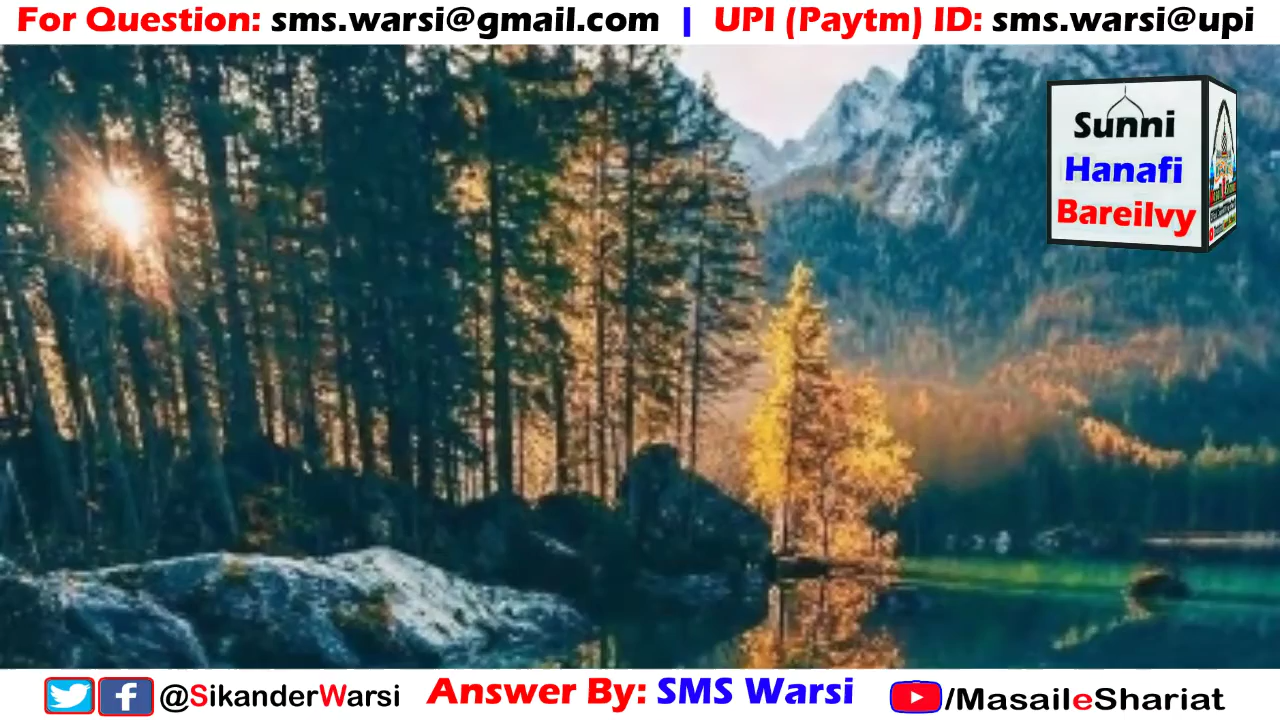 For Question: sms.warsi@gmail.com | UPI (Paytm) ID: sms.warsi@upi
Sunni
Hanafi
Bareilvy
@SikanderWarsi
Answer By: SMS Warsi
/MasaileShariat